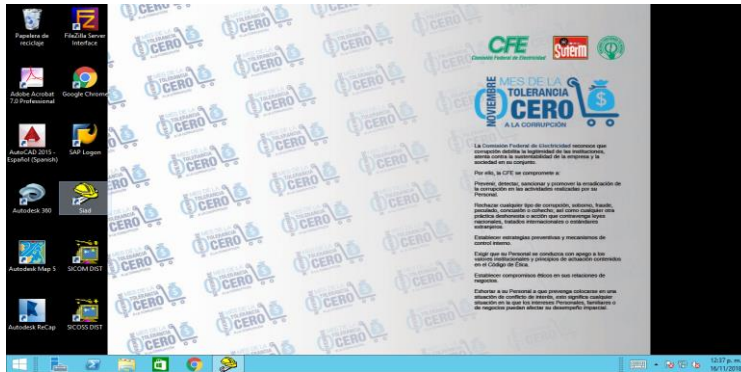 Papelera de
reciclaje
FileZilla Server
Interface
Adobe Acrobat
7.0 Professional
Google Chrome
AutoCAD 2015 -
Español (Spanish)
SAP Logon
Autodesk 360
Siad
Autodesk Map 5
SICOM DIST
Autodesk ReCap
SICOSS DIST
CFE
Comisión Federal de Electricidad
Suterm
NOVIEMBRE
MES DE LA
TOLERANCIA
CERO
A LA CORRUPCIÓN
La Comisión Federal de Electricidad reconoce que
corrupción debilita la legitimidad de las instituciones,
atenta contra la sustentabilidad de la empresa y la
sociedad en su conjunto.
Por ello, la CFE se compromete a:
Prevenir, detectar, sancionar y promover la erradicación de
la corrupción en las actividades realizadas por su
Personal.
Rechazar cualquier tipo de corrupción, soborno, fraude,
peculado, concusión o cohecho, así como cualquier otra
práctica deshonesta o acción que contravenga leyes
nacionales, tratados internacionales o estándares
extranjeros.
Establecer estrategias preventivas y mecanismos de
control interno.
Exigir que su Personal se conduzca con apego a los
valores institucionales y principios de actuación contenidos
en el Código de Ética.
Establecer compromisos éticos en sus relaciones de
negocios.
Exhortar a su Personal a que prevenga colocarse en una
situación de conflicto de interés, esto significa cualquier
situación en la que los intereses Personales, familiares o
de negocios puedan afectar su desempeño imparcial.
12:37 p. m.